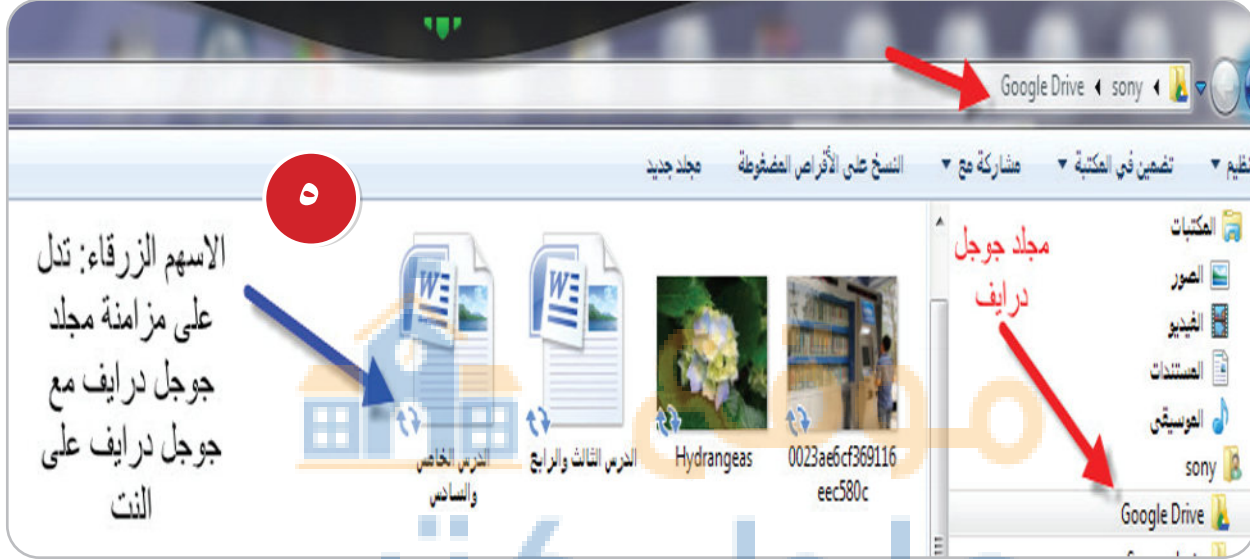 Google Drive ◂ sony ◂
تضمين في المكتبة ▾ مشاركة مع ▾ النسخ على الأقراص المضغوطة مجلد جديد
٥
المكتبات
الصور
الفيديو
المستندات
الموسيقى
sony
Google Drive
مجلد جوجل
درايف
0023ae6cf369116
eec580c
Hydrangeas
الدرس الثالث والرابع
الدرس الخامس
والسادس
الاسهم الزرقاء: تدل
على مزامنة مجلد
جوجل درايف مع
جوجل درايف على
النت
موقع